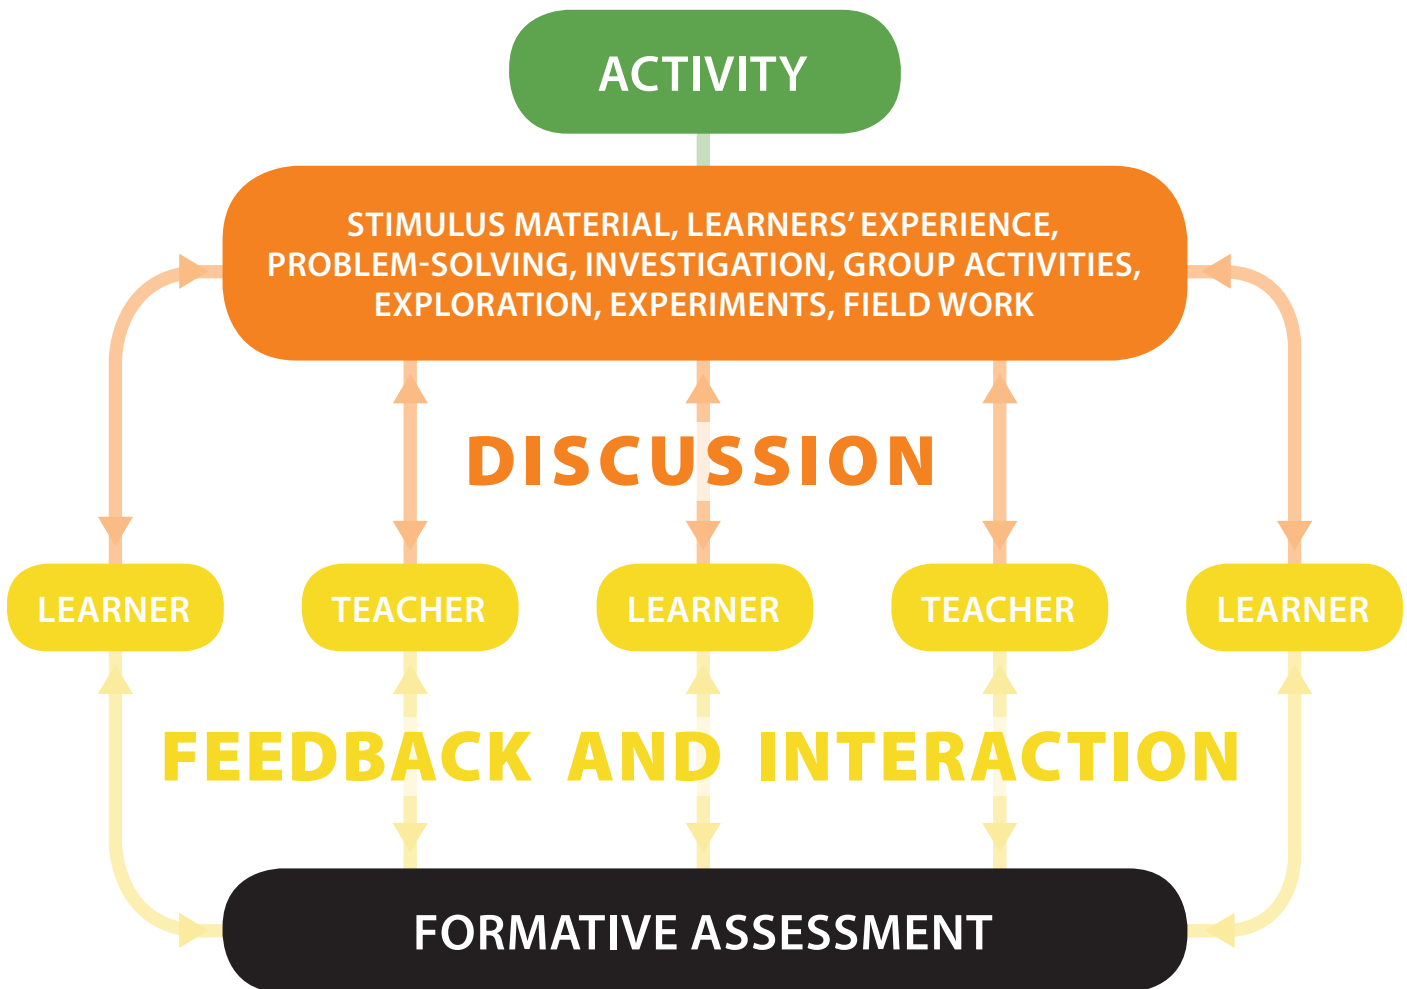 ACTIVITY
STIMULUS MATERIAL, LEARNERS’ EXPERIENCE,
PROBLEM-SOLVING, INVESTIGATION, GROUP ACTIVITIES,
EXPLORATION, EXPERIMENTS, FIELD WORK
DISCUSSION
LEARNER
TEACHER
LEARNER
TEACHER
LEARNER
FEEDBACK AND INTERACTION
FORMATIVE ASSESSMENT